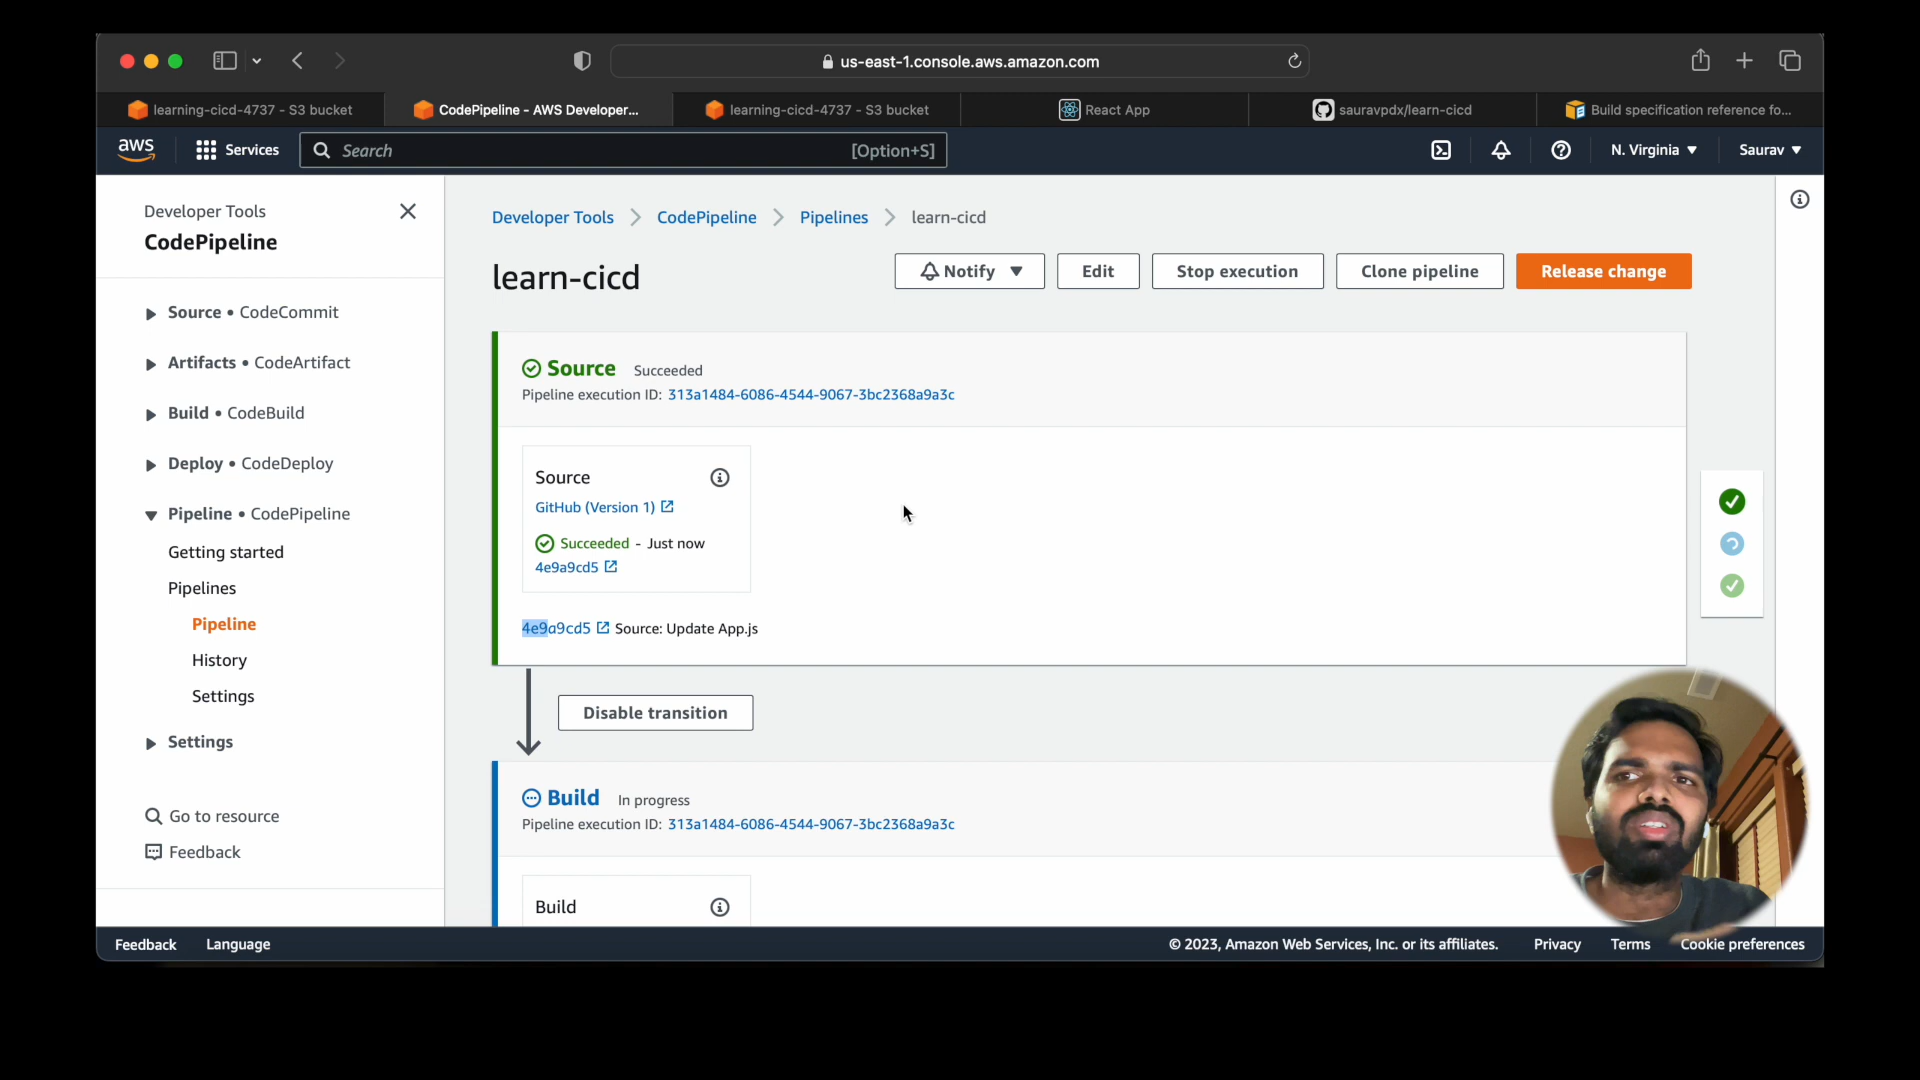 us-east-1.console.aws.amazon.com
learning-cicd-4737 - S3 bucket
CodePipeline - AWS Developer...
learning-cicd-4737 - S3 bucket
React App
sauravpdx/learn-cicd
Build specification reference fo...
aws
Services
Search
[Option+S]
N. Virginia
Saurav
Developer Tools
CodePipeline
Source • CodeCommit
Artifacts • CodeArtifact
Build • CodeBuild
Deploy • CodeDeploy
Pipeline • CodePipeline
Getting started
Pipelines
Pipeline
History
Settings
Settings
Go to resource
Feedback
Developer Tools > CodePipeline > Pipelines > learn-cicd
learn-cicd
Notify
Edit
Stop execution
Clone pipeline
Release change
Source Succeeded
Pipeline execution ID: 313a1484-6086-4544-9067-3bc2368a9a3c
Source
GitHub (Version 1)
Succeeded - Just now
4e9a9cd5
4e9a9cd5 Source: Update App.js
Disable transition
Build In progress
Pipeline execution ID: 313a1484-6086-4544-9067-3bc2368a9a3c
Build
Feedback
Language
© 2023, Amazon Web Services, Inc. or its affiliates.
Privacy
Terms
Cookie preferences